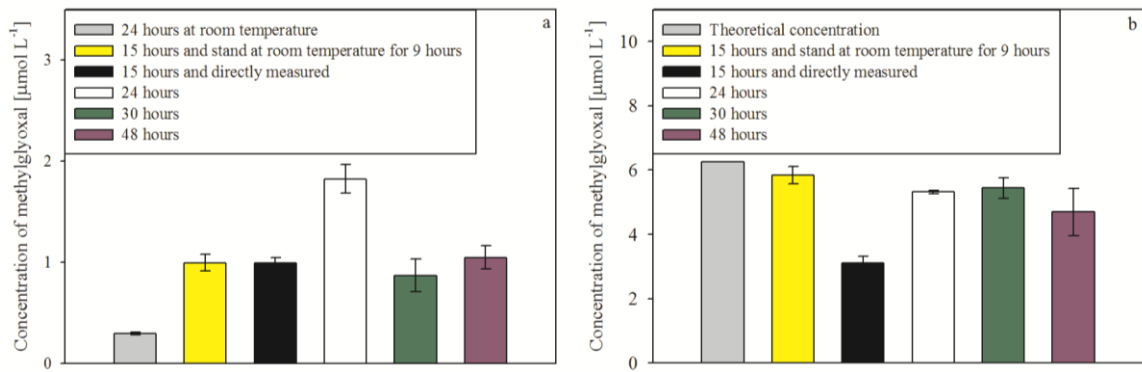 a
24 hours at room temperature
15 hours and stand at room temperature for 9 hours
15 hours and directly measured
24 hours
30 hours
48 hours
Concentration of methylglyoxal [µmol L⁻¹]
3
2
1
0
b
Theoretical concentration
15 hours and stand at room temperature for 9 hours
15 hours and directly measured
24 hours
30 hours
48 hours
Concentration of methylglyoxal [µmol L⁻¹]
10
8
6
4
2
0